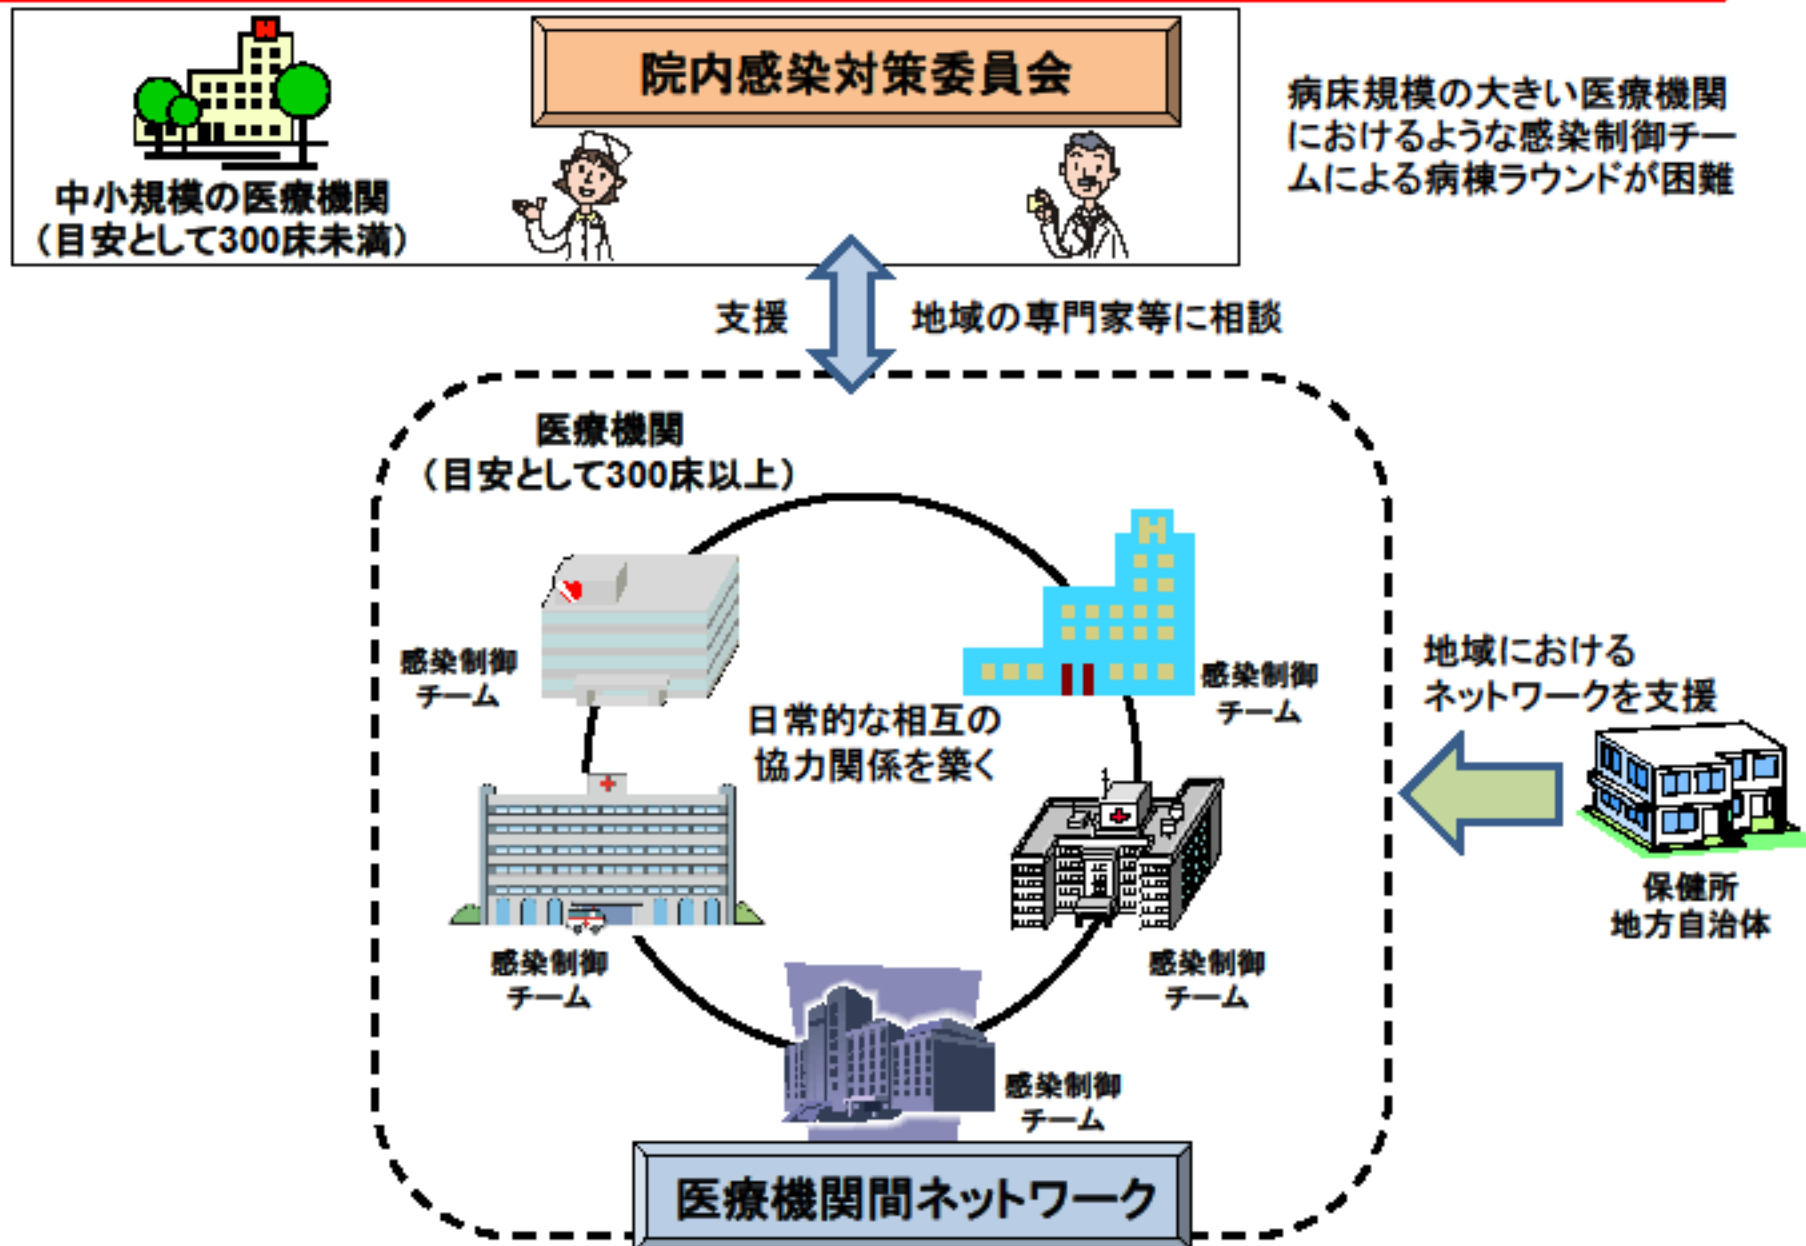 院内感染対策委員会
中小規模の医療機関
（目安として300床未満）
病床規模の大きい医療機関
におけるような感染制御チー
ムによる病棟ラウンドが困難
支援
地域の専門家等に相談
医療機関
（目安として300床以上）
感染制御
チーム
感染制御
チーム
日常的な相互の
協力関係を築く
感染制御
チーム
感染制御
チーム
感染制御
チーム
地域における
ネットワークを支援
保健所
地方自治体
医療機関間ネットワーク